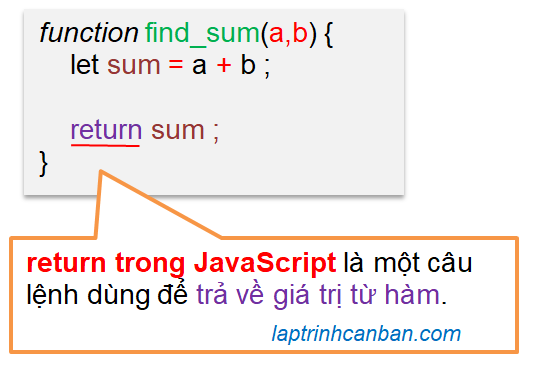 function find_sum(a,b) {
let sum = a + b ;
return sum ;
}
return trong JavaScript là một câu
lệnh dùng để trả về giá trị từ hàm.
laptrinhcanban.com